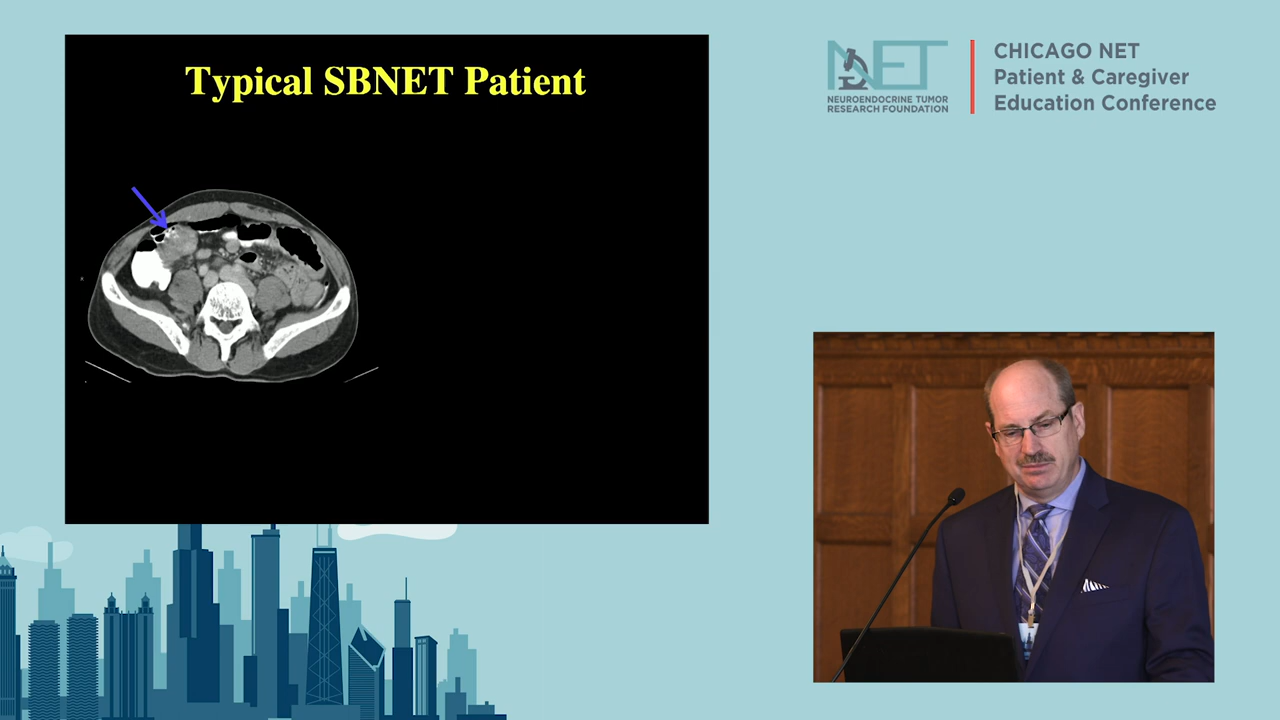 Typical SBNET Patient
NET
NEUROENDOCRINE TUMOR
RESEARCH FOUNDATION
CHICAGO NET
Patient & Caregiver
Education Conference